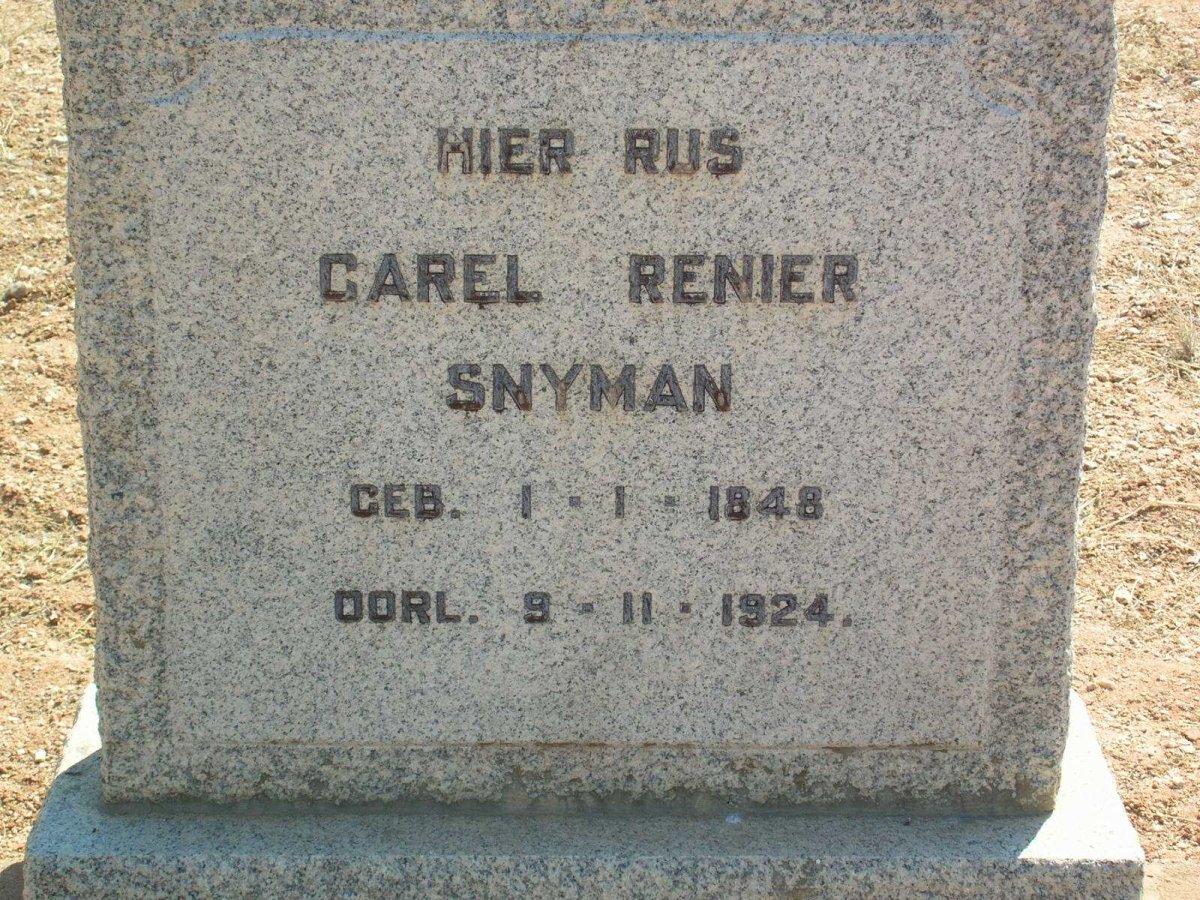 HIER RUS
CAREL RENIER
SNYMAN
GEB. 1 - 1 - 1848
OORL. 9 - 11 - 1924.